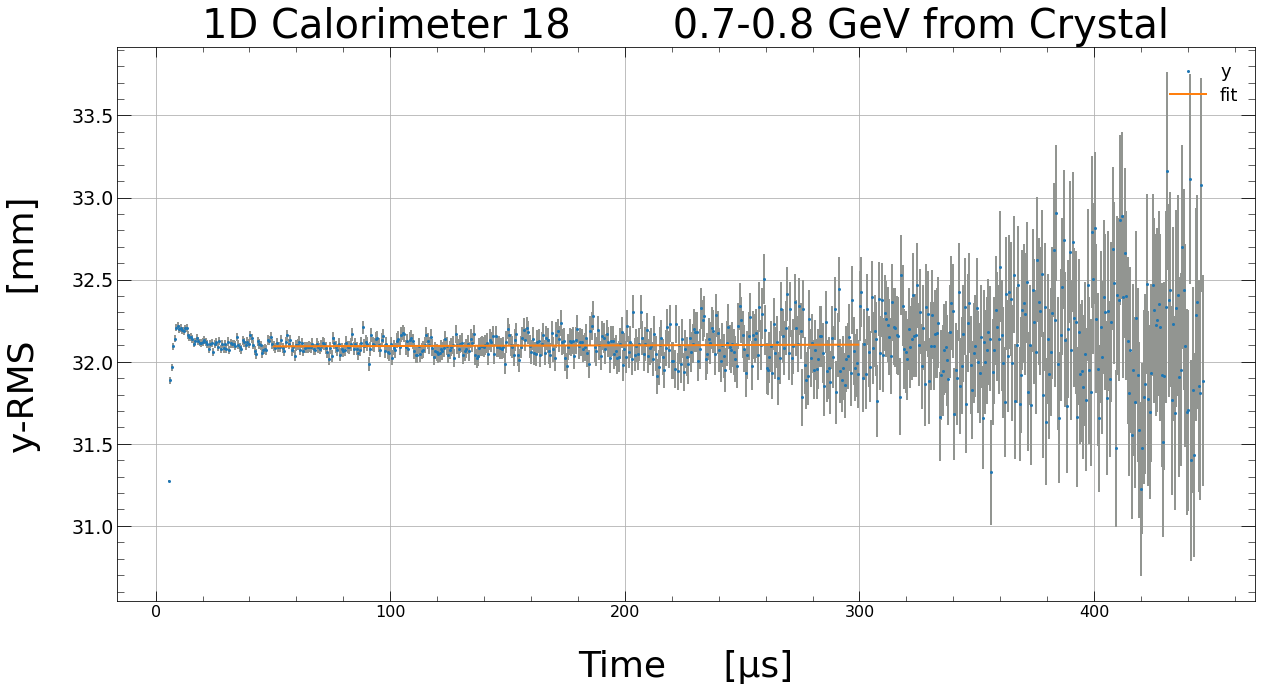 1D Calorimeter 18 0.7-0.8 GeV from Crystal
y
fit
33.5
33.0
32.5
32.0
31.5
31.0
y-RMS [mm]
0 100 200 300 400
Time [µs]